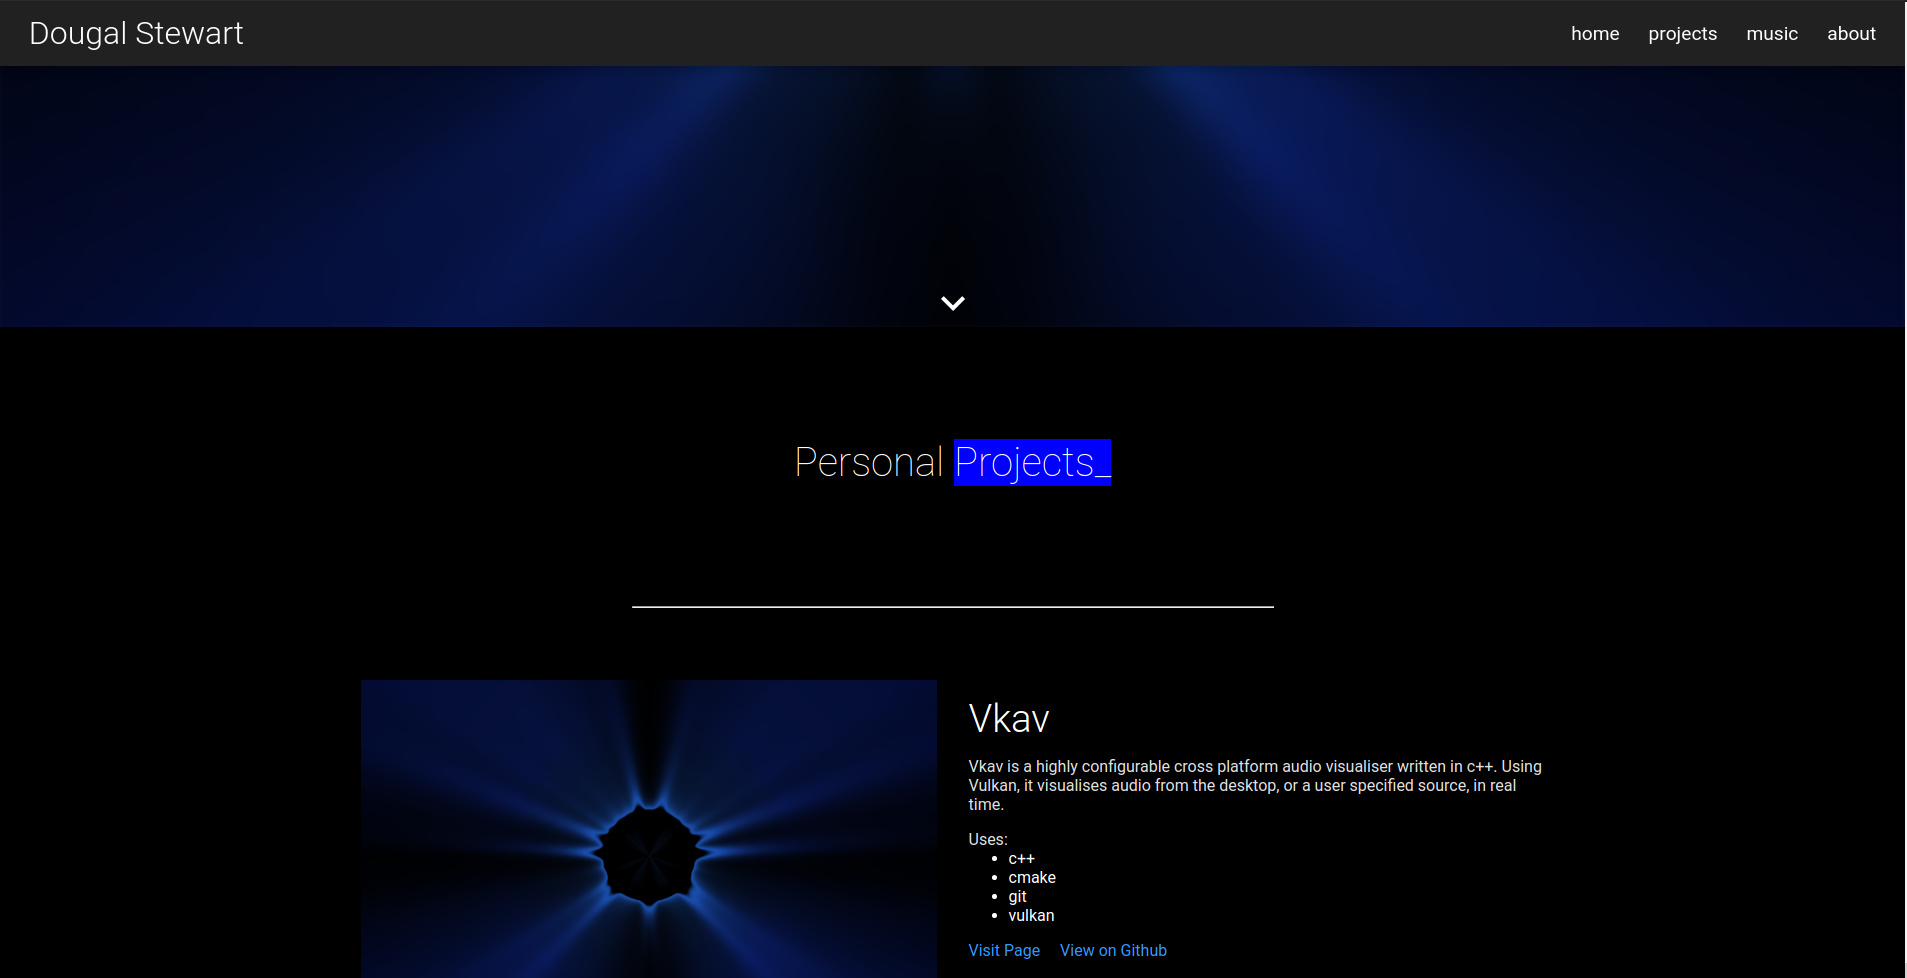 Dougal Stewart
home projects music about
Personal Projects_
Vkav
Vkav is a highly configurable cross platform audio visualiser written in c++. Using
Vulkan, it visualises audio from the desktop, or a user specified source, in real
time.
Uses:
• c++
• cmake
• git
• vulkan
Visit Page View on Github